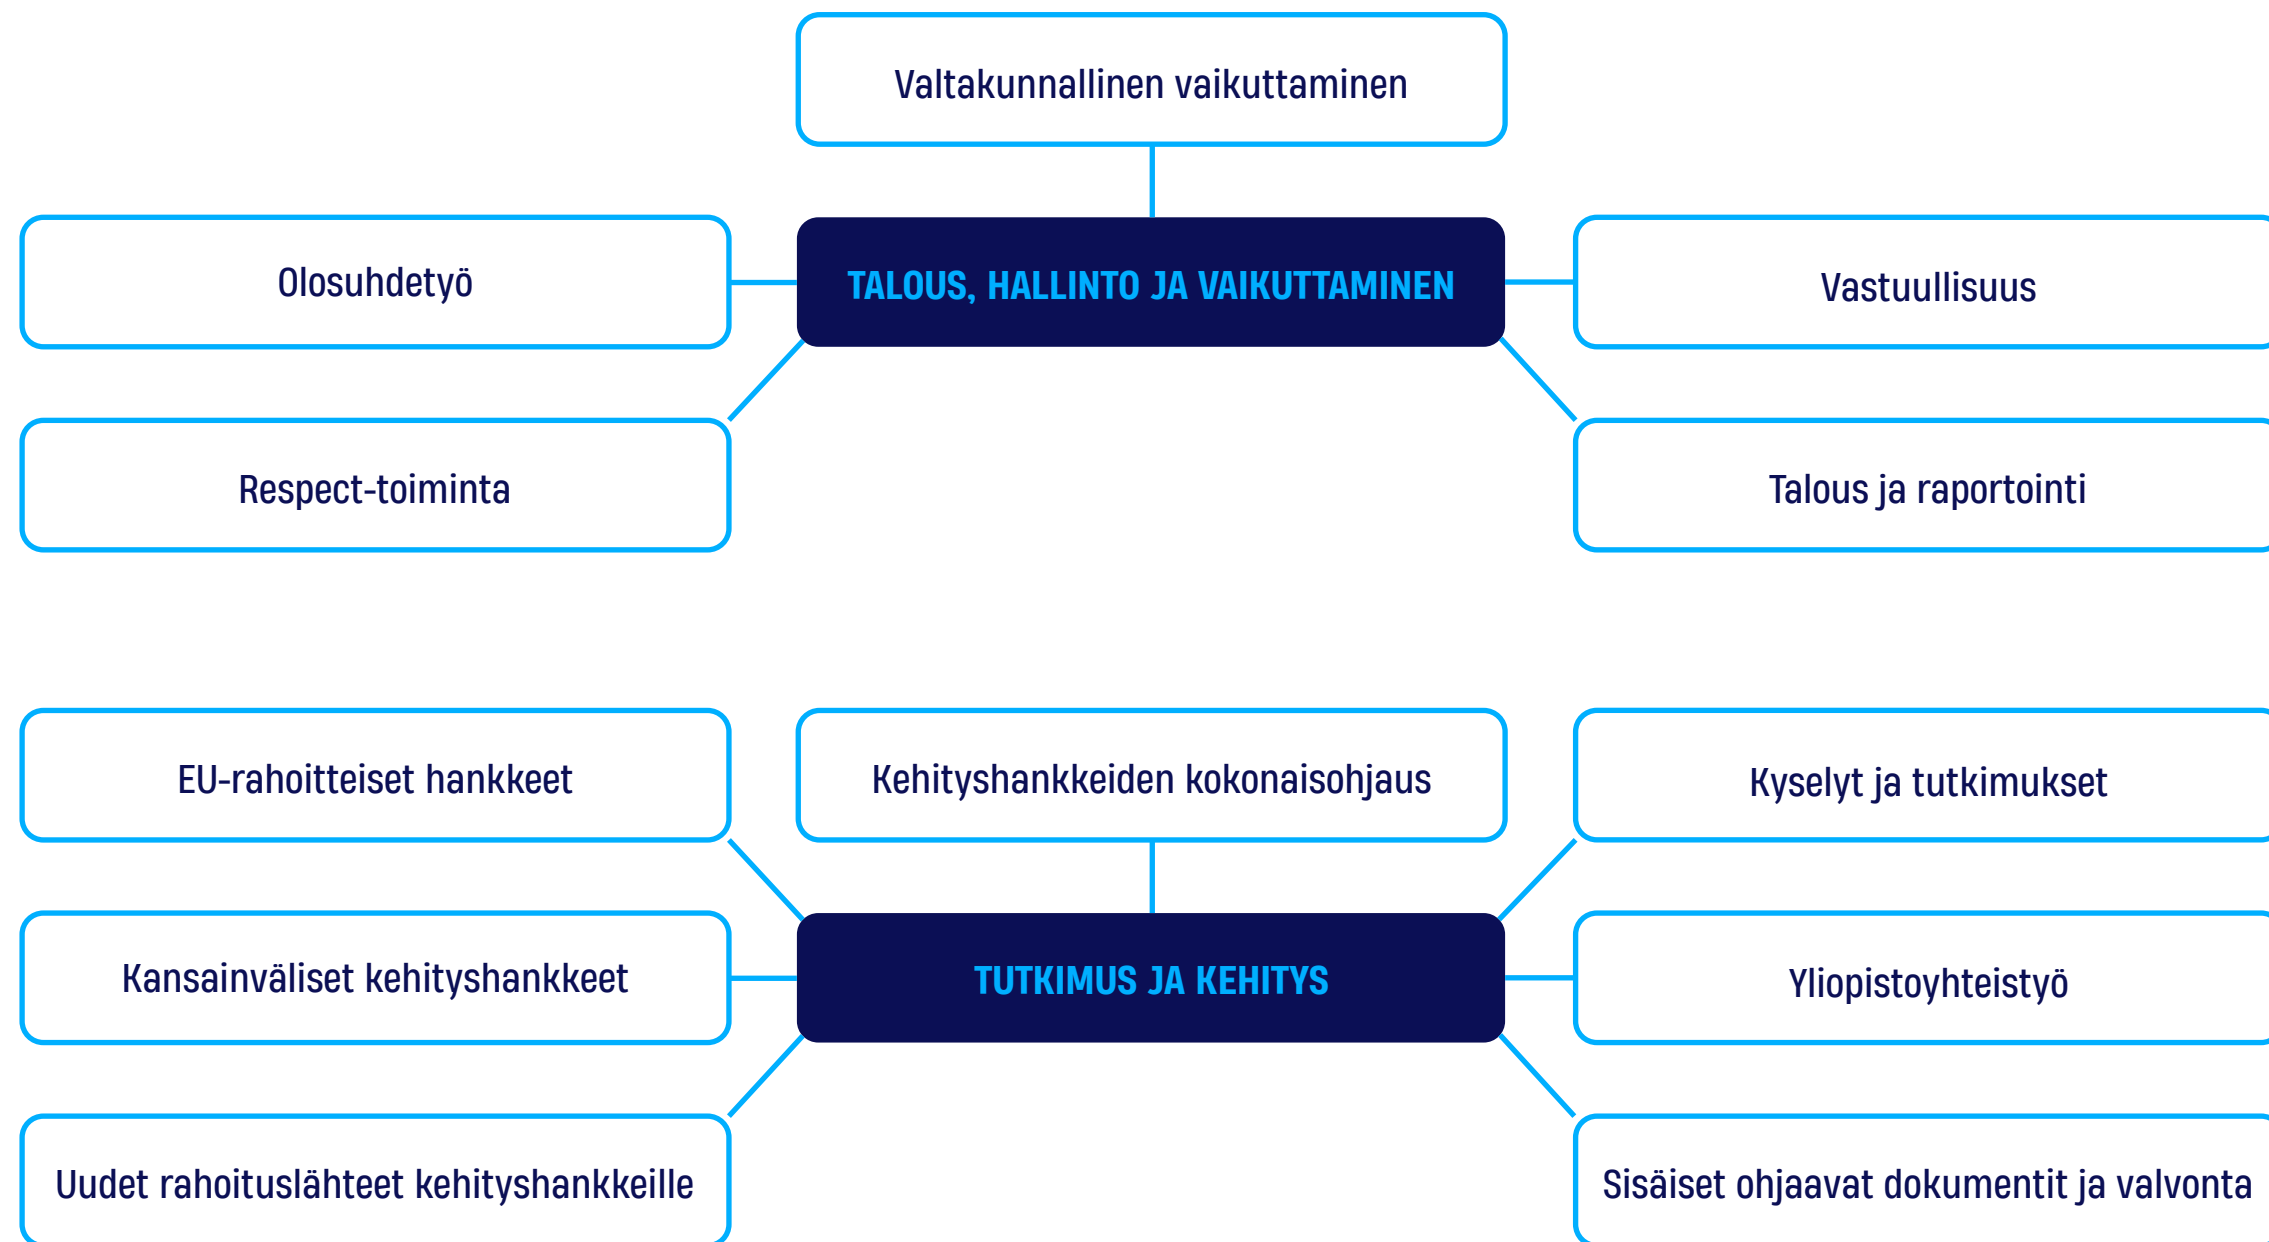 Valtakunnallinen vaikuttaminen
Olosuhdetyö
TALOUS, HALLINTO JA VAIKUTTAMINEN
Vastuullisuus
Respect-toiminta
Talous ja raportointi
EU-rahoitteiset hankkeet
Kehityshankkeiden kokonaisohjaus
Kyselyt ja tutkimukset
Kansainväliset kehityshankkeet
TUTKIMUS JA KEHITYS
Yliopistoyhteistyö
Uudet rahoituslähteet kehityshankkeille
Sisäiset ohjaavat dokumentit ja valvonta